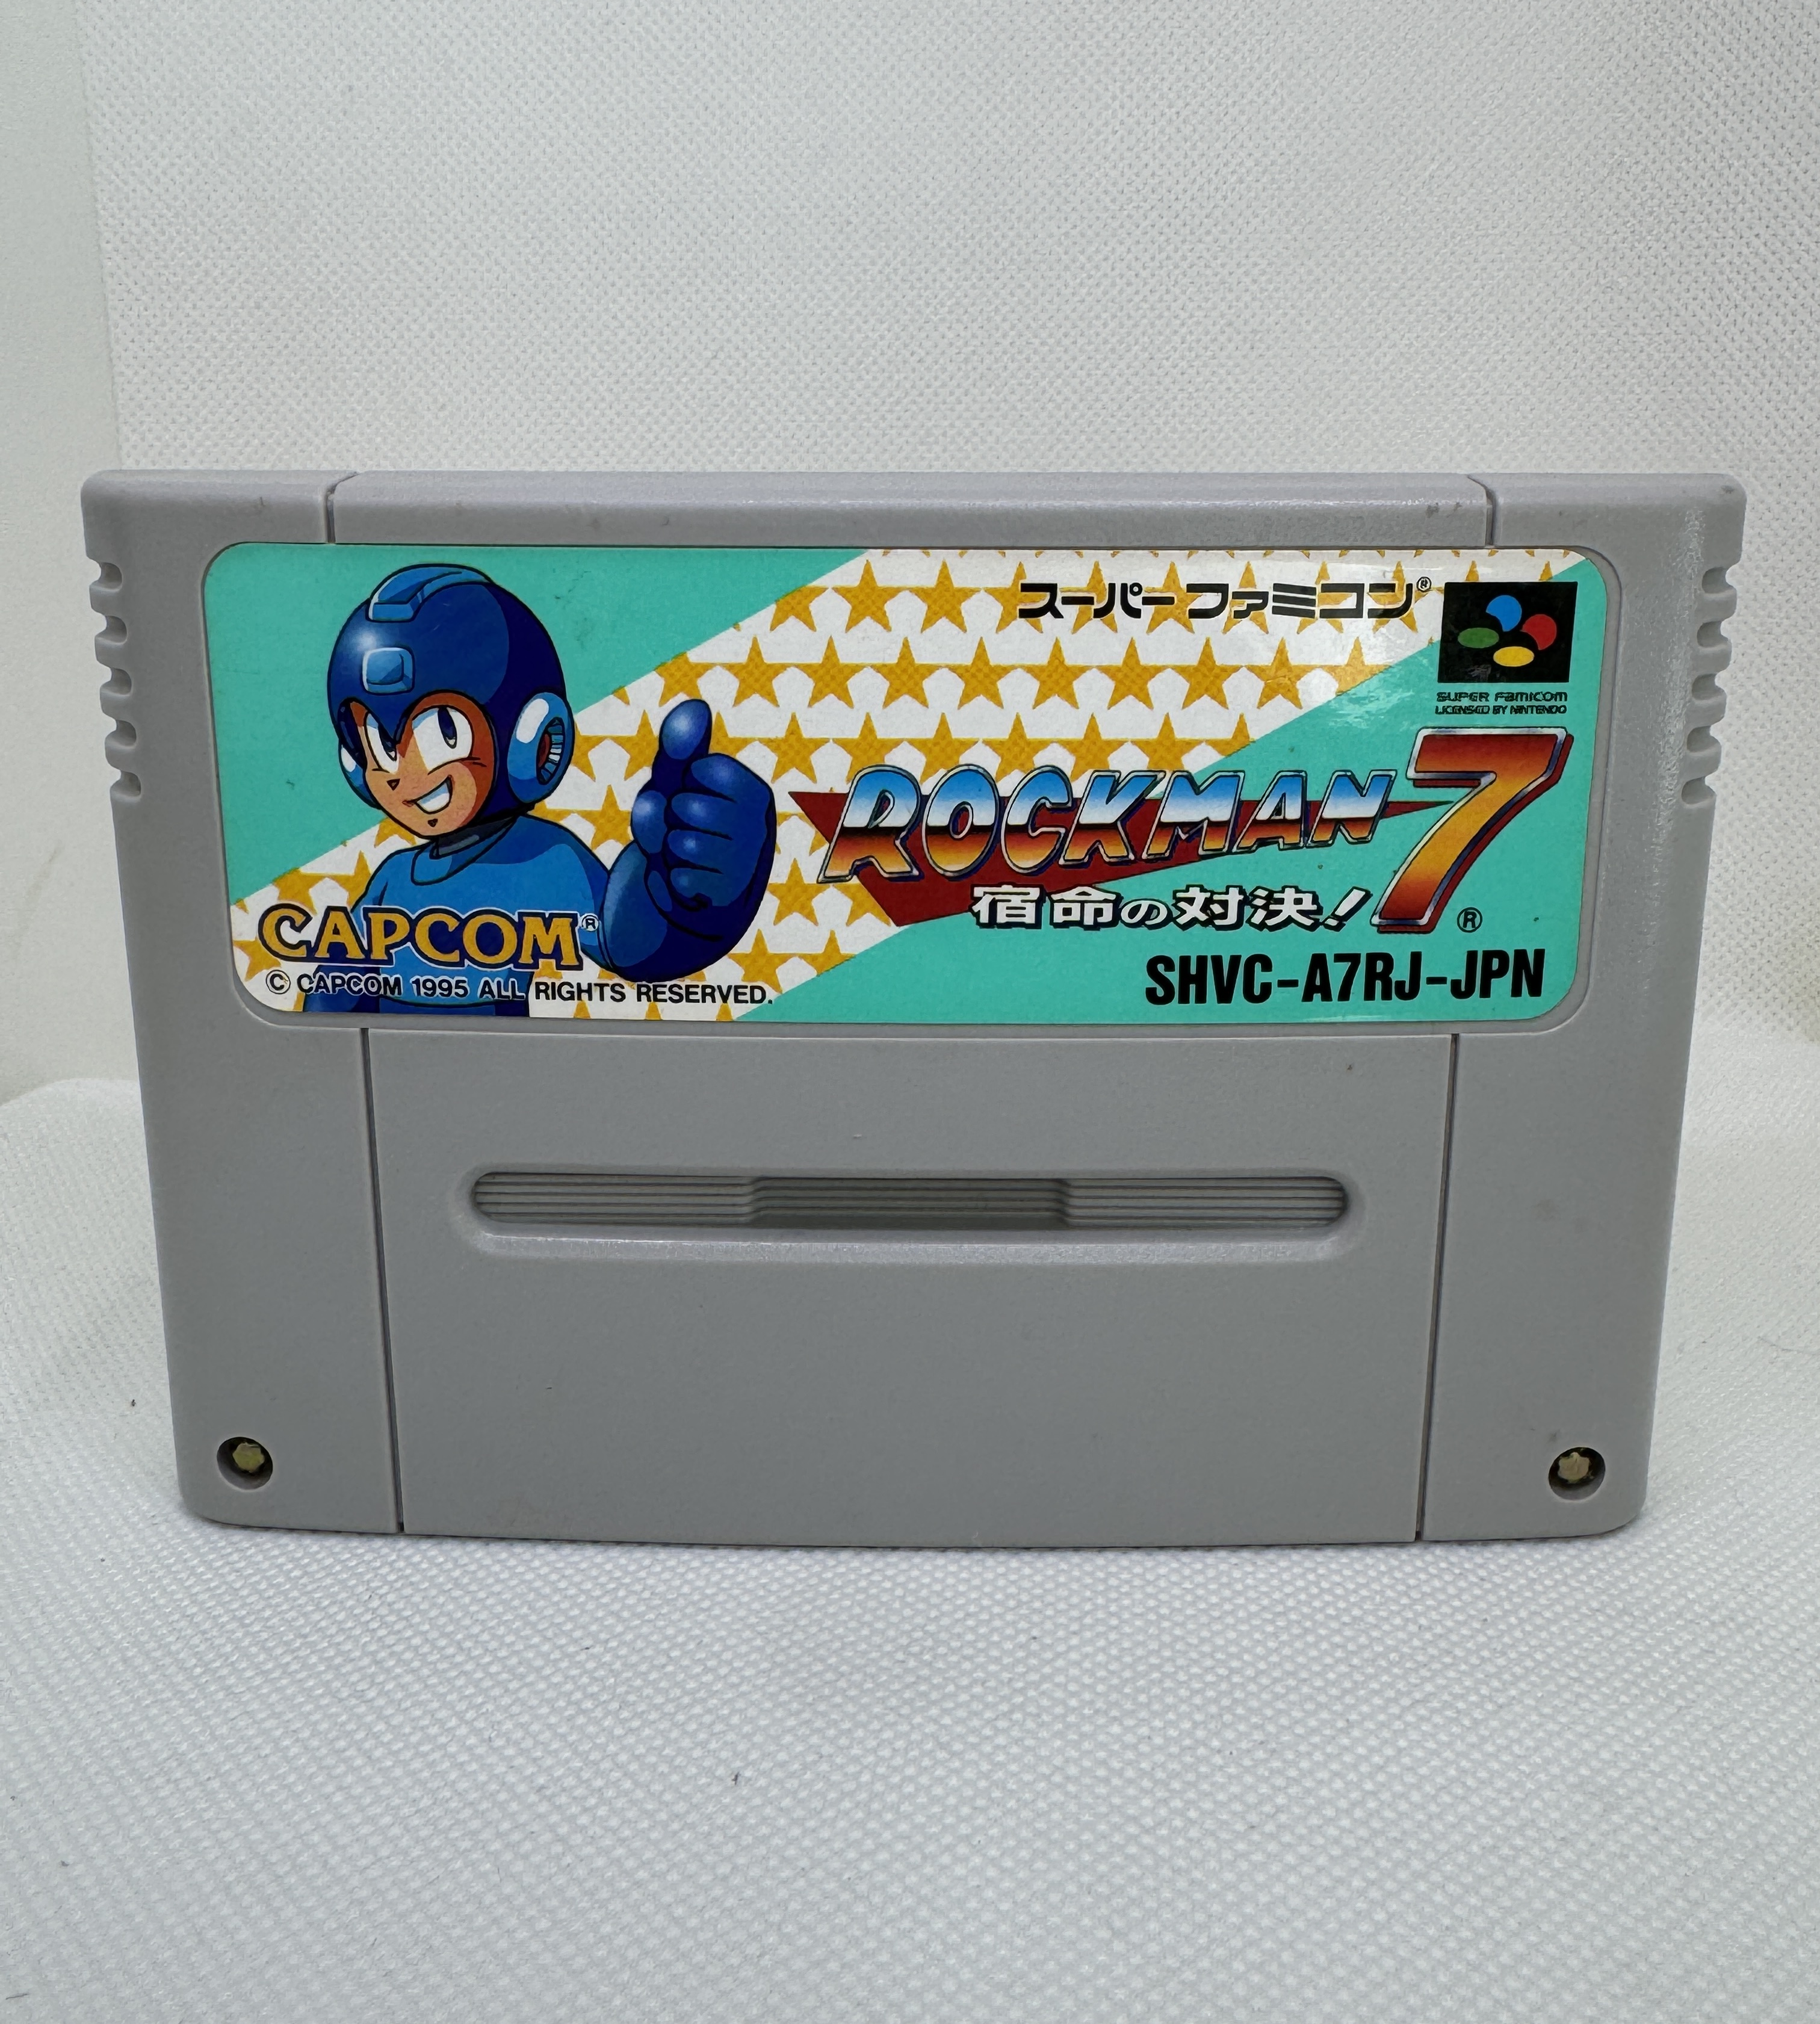 スーパーファミコン®
SUPER FAMICOM
LICENSED BY NINTENDO
ROCKMAN 7
宿命の対決! ®
CAPCOM®
© CAPCOM 1995 ALL RIGHTS RESERVED.
SHVC-A7RJ-JPN